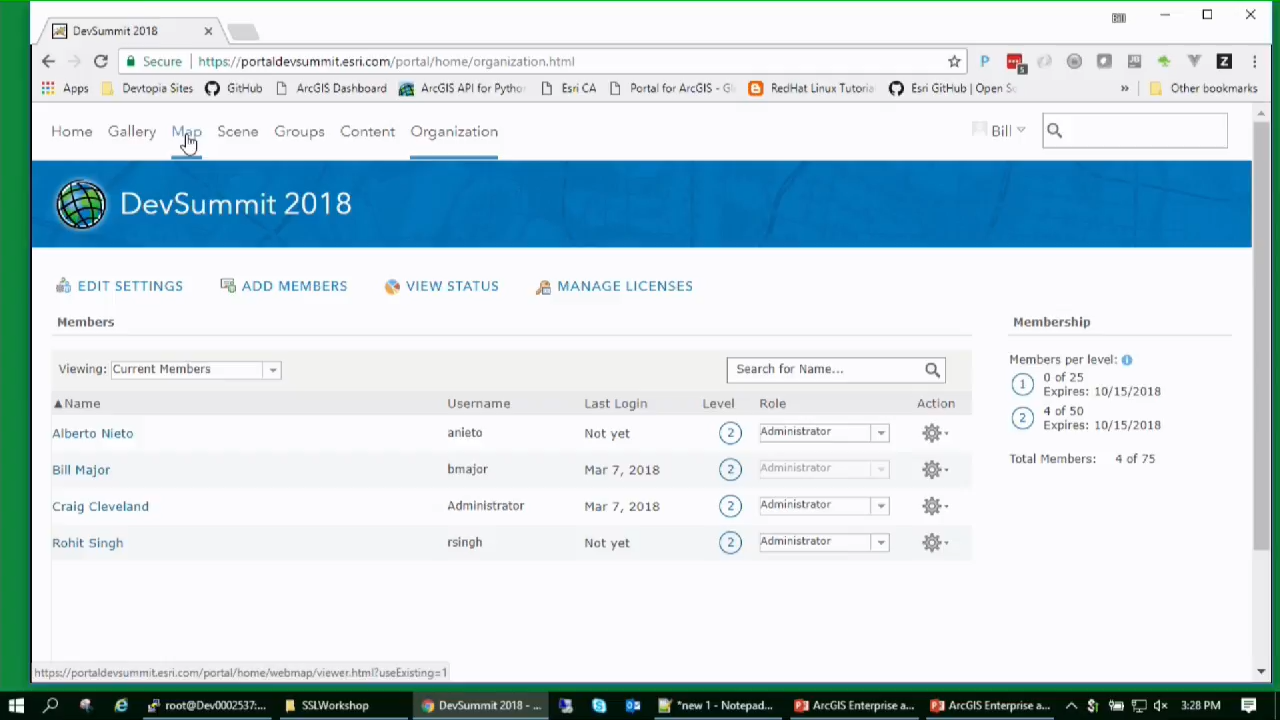 DevSummit 2018
Secure https://portaldevsummit.esri.com/portal/home/organization.html
Apps Devtopia Sites GitHub ArcGIS Dashboard ArcGIS API for Pytho Esri CA Portal for ArcGIS - Gi RedHat Linux Tutoria Esri GitHub | Open So » Other bookmarks
Home Gallery Map Scene Groups Content Organization Bill
DevSummit 2018
EDIT SETTINGS ADD MEMBERS VIEW STATUS MANAGE LICENSES
Members Membership
Viewing: Current Members Search for Name...
Members per level:
1 0 of 25
Expires: 10/15/2018
2 4 of 50
Expires: 10/15/2018
Total Members: 4 of 75
Name Username Last Login Level Role Action
Alberto Nieto anieto Not yet 2 Administrator
Bill Major bmajor Mar 7, 2018 2 Administrator
Craig Cleveland Administrator Mar 7, 2018 2 Administrator
Rohit Singh rsingh Not yet 2 Administrator
https://portaldevsummit.esri.com/portal/home/webmap/viewer.html?useExisting=1
root@Dev0002537:... SSLWorkshop DevSummit 2018 - ... *new 1 - Notepad... ArcGIS Enterprise a... ArcGIS Enterprise a... 3:28 PM